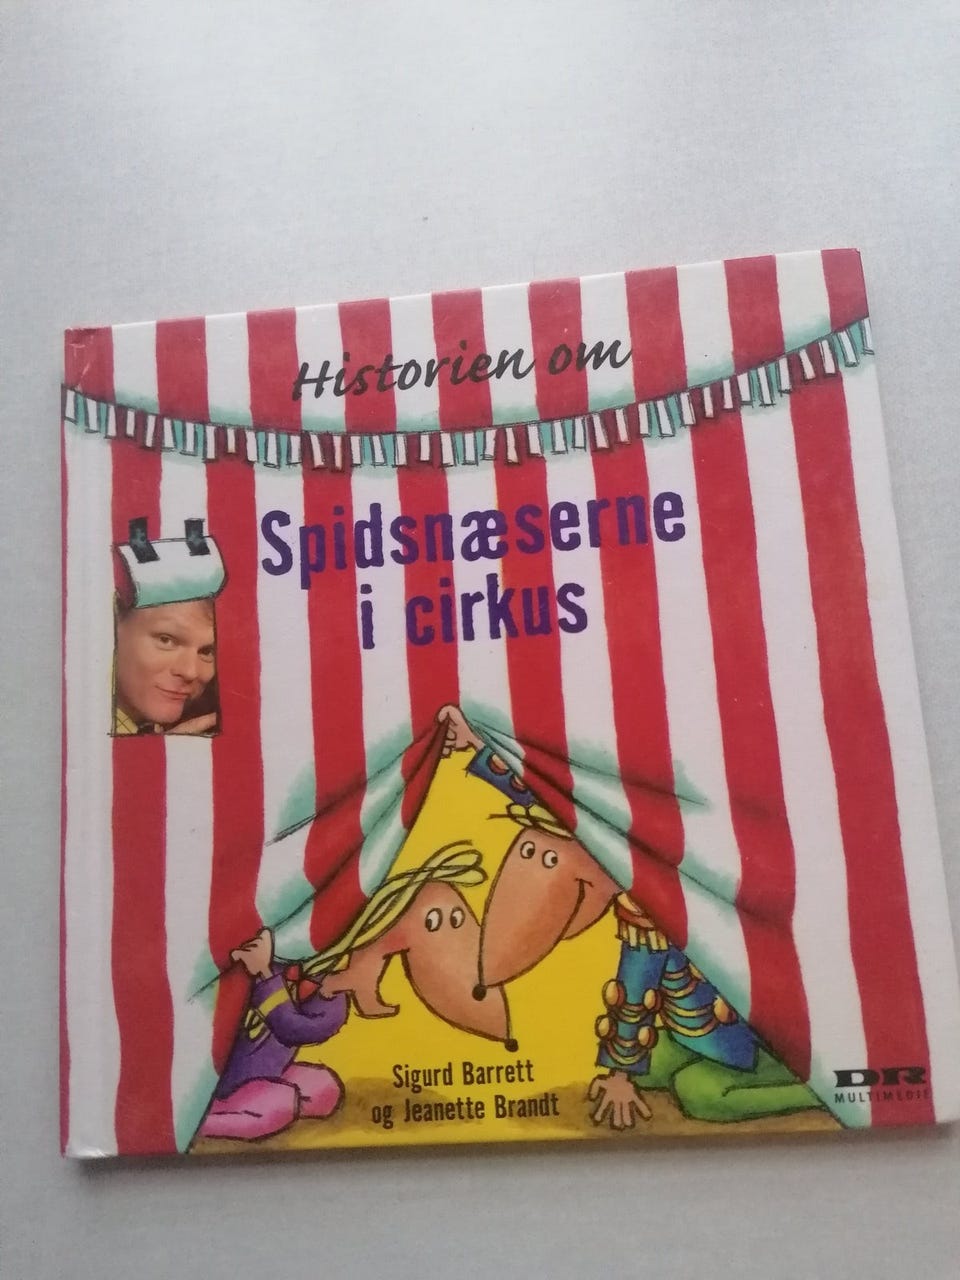 Historien om
Spidsnæserne
i cirkus
Sigurd Barrett
og Jeanette Brandt
DR
MULTIMEDIE